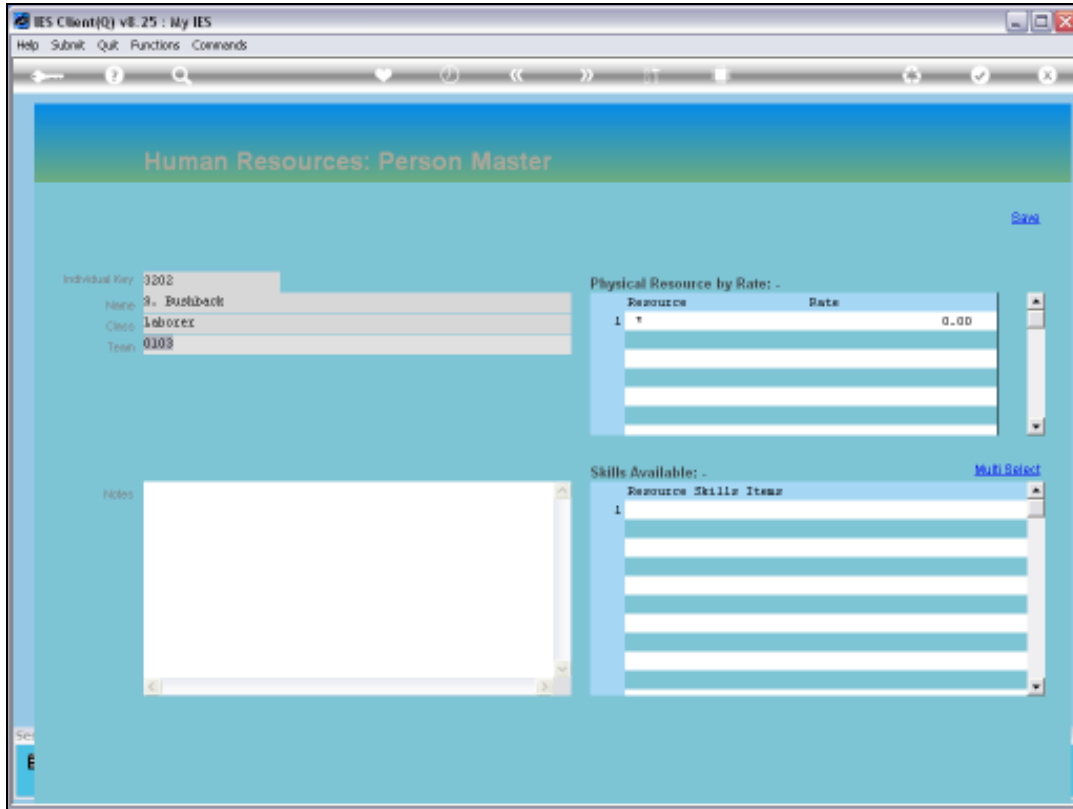 IES Client(Q) v8.25 : My IES
Help Submit Quit Functions Commands
Human Resources: Person Master
Save
Individual Key 3202
Name S. Bushback
Class Laborer
Team 0103
Physical Resource by Rate: -
Resource Rate
1 * 0.00
Notes
Skills Available: -
Multi Select
Resource Skills Items
1